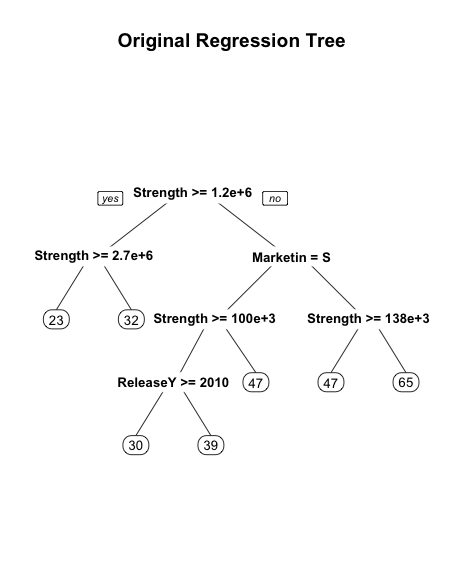 Original Regression Tree
yes Strength >= 1.2e+6 no
Strength >= 2.7e+6 Marketin = S
23 32 Strength >= 100e+3 Strength >= 138e+3
ReleaseY >= 2010 47 47 65
30 39